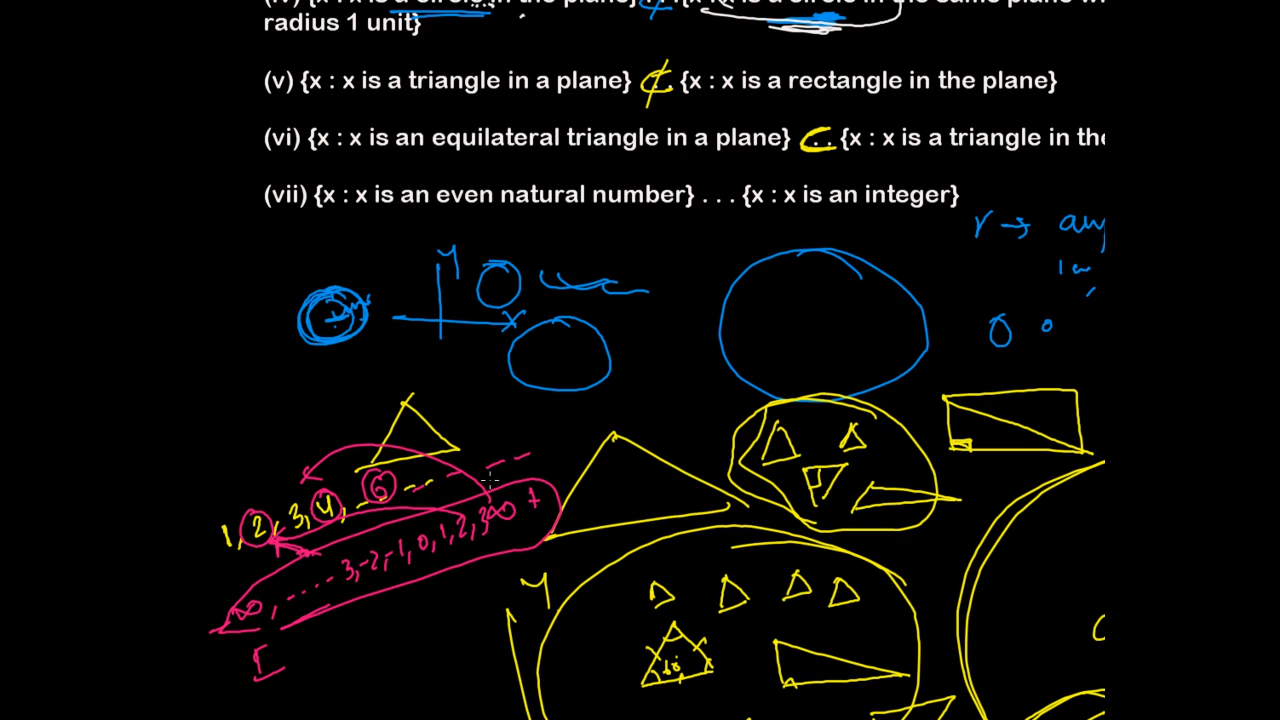 radius 1 unit}
(v) {x : x is a triangle in a plane} ⊄ {x : x is a rectangle in the plane}
(vi) {x : x is an equilateral triangle in a plane} ⊂ {x : x is a triangle in the
(vii) {x : x is an even natural number} . . . {x : x is an integer}
r → any
y
x
1, 2, 3, 4, 6
∞, .... 3, -2, -1, 0, 1, 2, 3 ∞ +
I
y